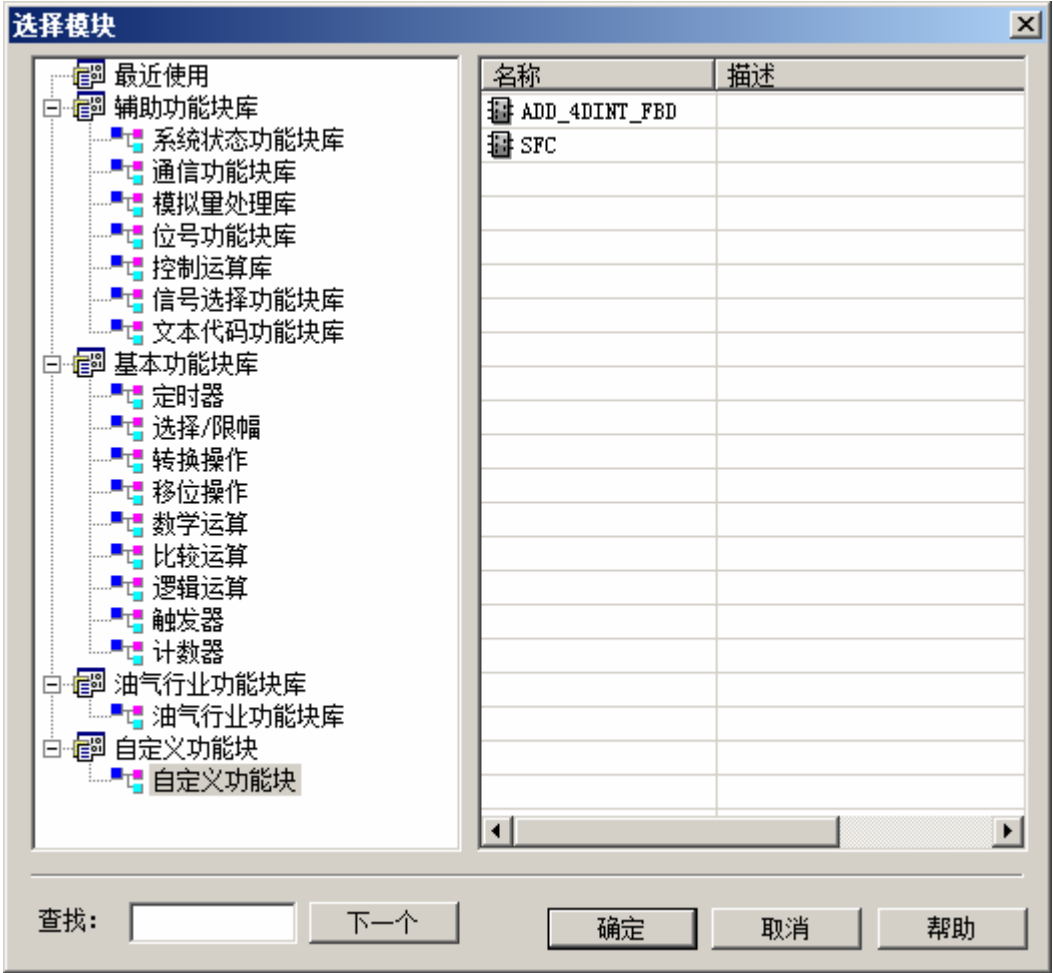 选择模块
最近使用
辅助功能块库
系统状态功能块库
通信功能块库
模拟量处理库
位号功能块库
控制运算库
信号选择功能块库
文本代码功能块库
基本功能块库
定时器
选择/限幅
转换操作
移位操作
数学运算
比较运算
逻辑运算
触发器
计数器
油气行业功能块库
油气行业功能块库
自定义功能块
自定义功能块
名称 描述
ADD_4DINT_FBD
SFC
查找: 下一个 确定 取消 帮助